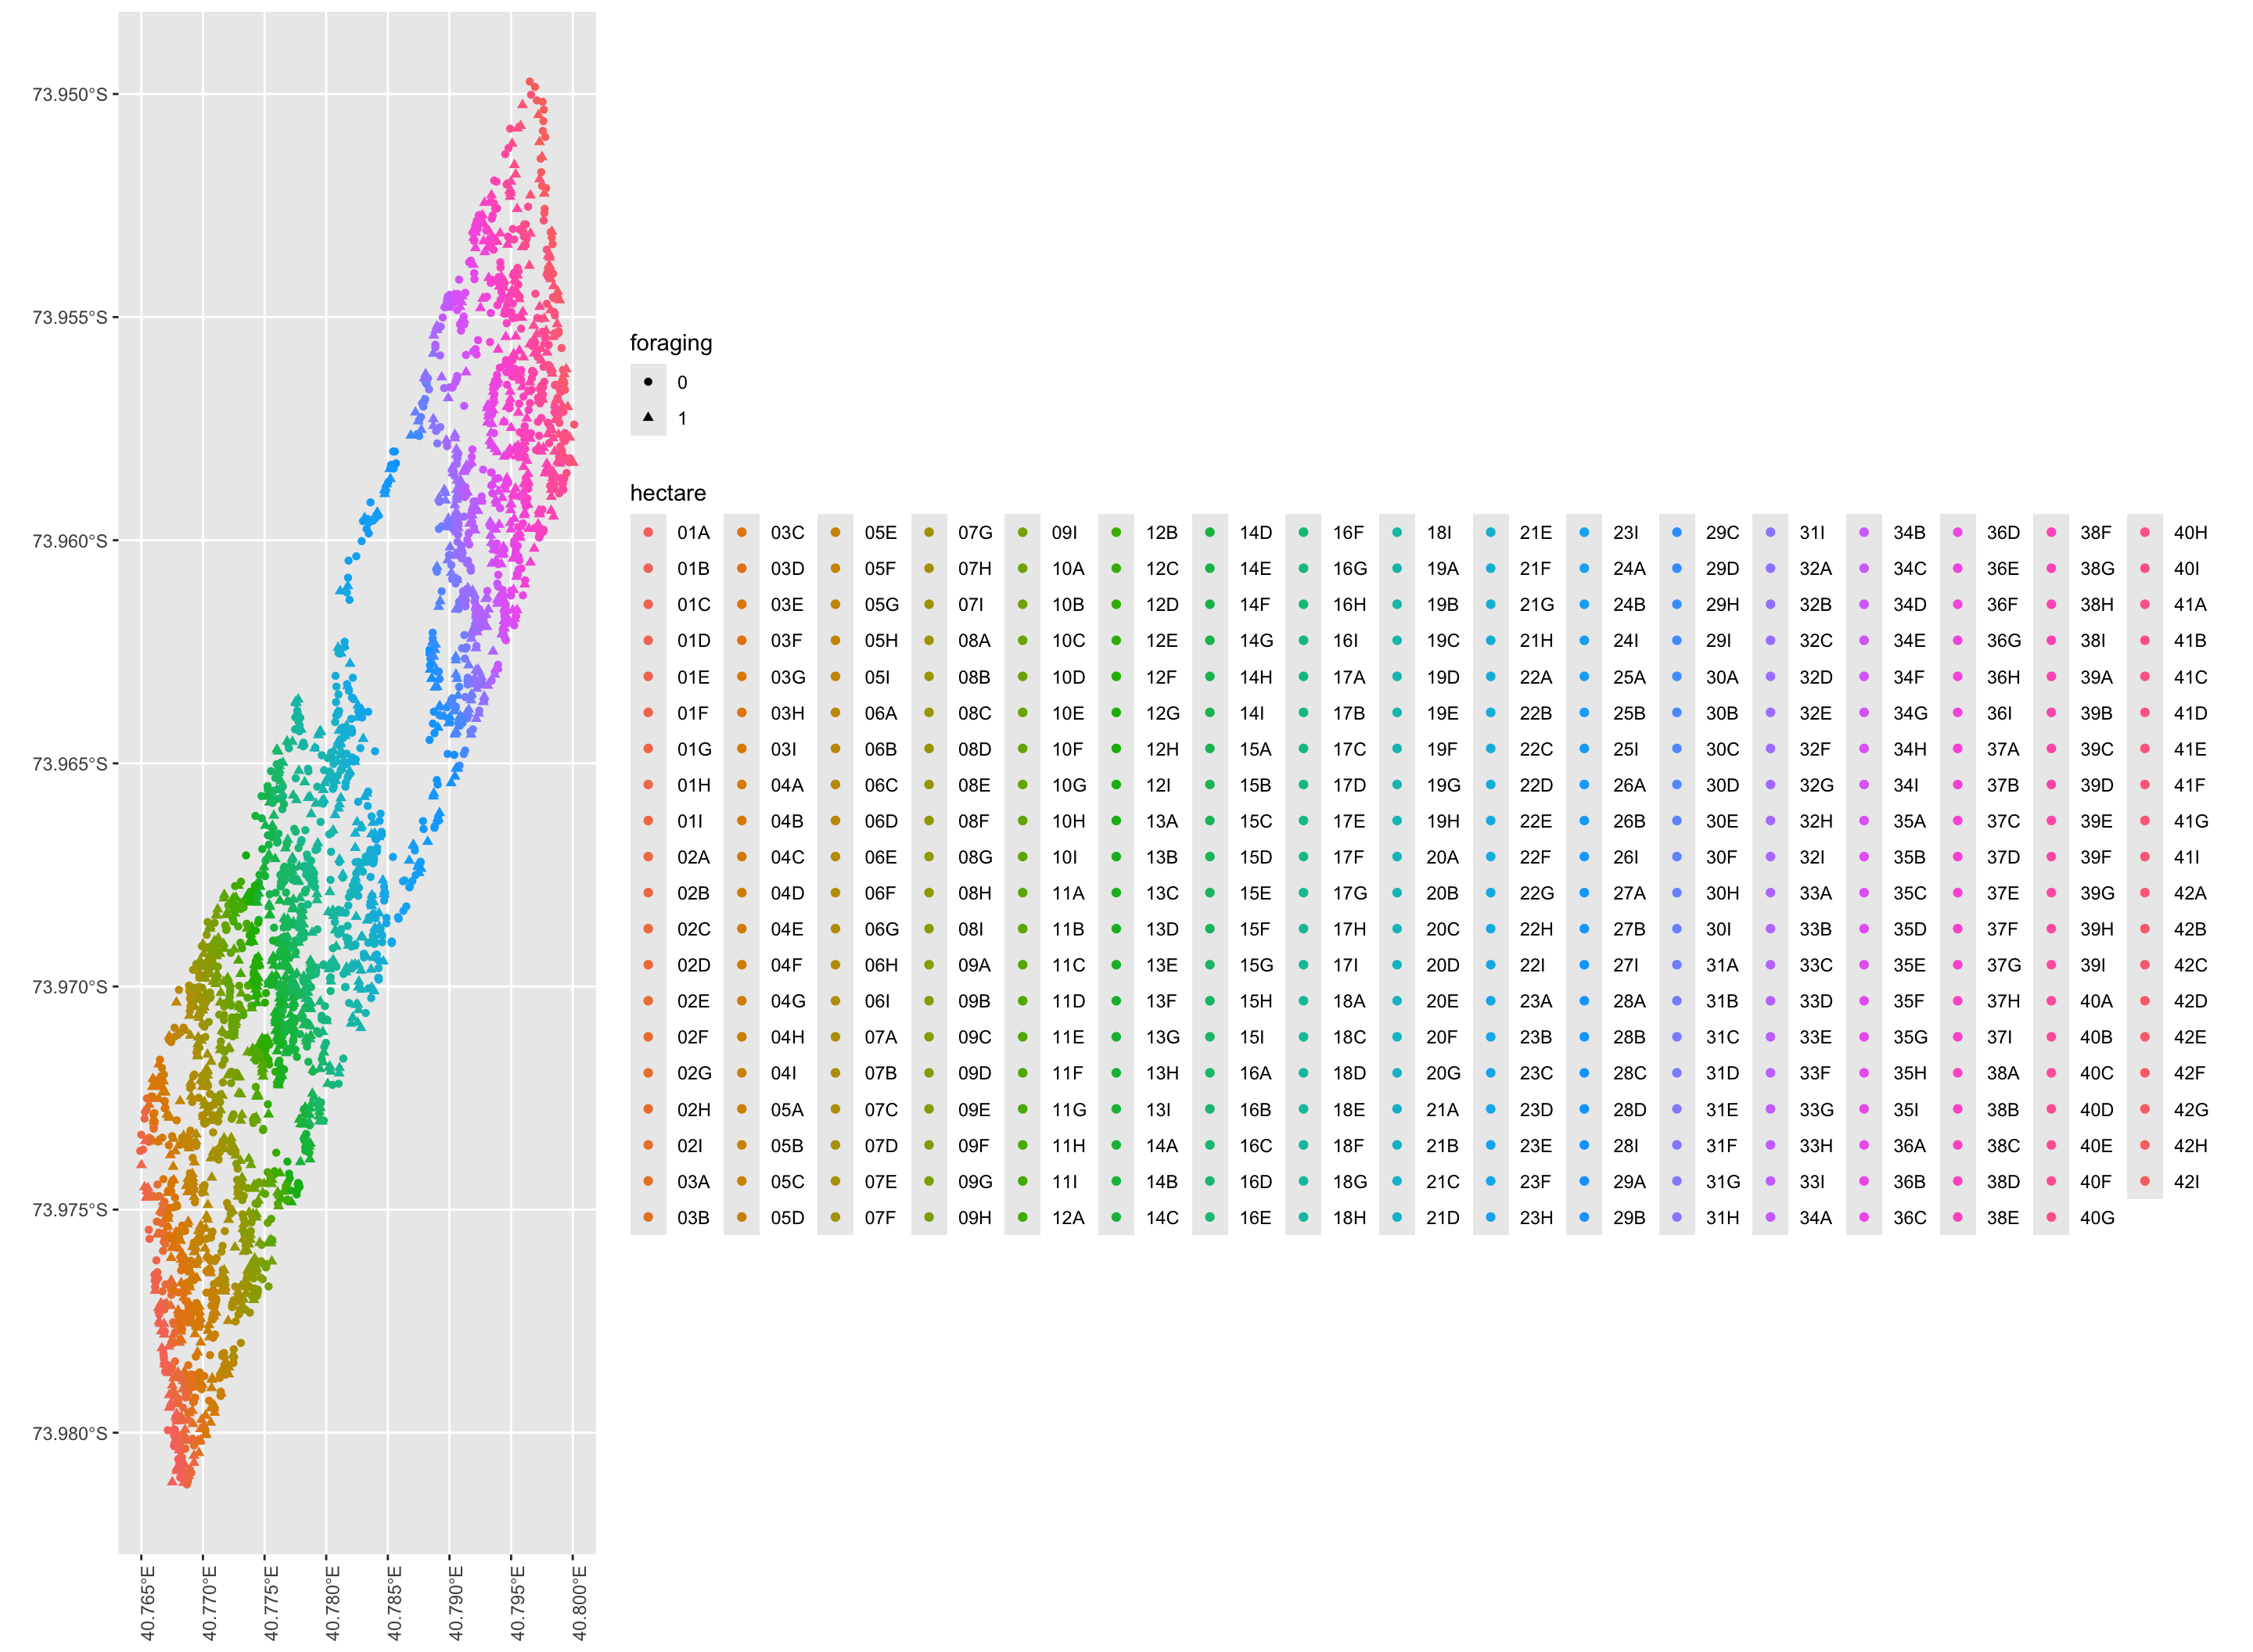 73.950°S
73.955°S
73.960°S
73.965°S
73.970°S
73.975°S
73.980°S
40.765°E
40.770°E
40.775°E
40.780°E
40.785°E
40.790°E
40.795°E
40.800°E
foraging
0
1
hectare
01A 03C 05E 07G 09I 12B 14D 16F 18I 21E 23I 29C 31I 34B 36D 38F 40H
01B 03D 05F 07H 10A 12C 14E 16G 19A 21F 24A 29D 32A 34C 36E 38G 40I
01C 03E 05G 07I 10B 12D 14F 16H 19B 21G 24B 29H 32B 34D 36F 38H 41A
01D 03F 05H 08A 10C 12E 14G 16I 19C 21H 24I 29I 32C 34E 36G 38I 41B
01E 03G 05I 08B 10D 12F 14H 17A 19D 22A 25A 30A 32D 34F 36H 39A 41C
01F 03H 06A 08C 10E 12G 14I 17B 19E 22B 25B 30B 32E 34G 36I 39B 41D
01G 03I 06B 08D 10F 12H 15A 17C 19F 22C 25I 30C 32F 34H 37A 39C 41E
01H 04A 06C 08E 10G 12I 15B 17D 19G 22D 26A 30D 32G 34I 37B 39D 41F
01I 04B 06D 08F 10H 13A 15C 17E 19H 22E 26B 30E 32H 35A 37C 39E 41G
02A 04C 06E 08G 10I 13B 15D 17F 20A 22F 26I 30F 32I 35B 37D 39F 41I
02B 04D 06F 08H 11A 13C 15E 17G 20B 22G 27A 30H 33A 35C 37E 39G 42A
02C 04E 06G 08I 11B 13D 15F 17H 20C 22H 27B 30I 33B 35D 37F 39H 42B
02D 04F 06H 09A 11C 13E 15G 17I 20D 22I 27I 31A 33C 35E 37G 39I 42C
02E 04G 06I 09B 11D 13F 15H 18A 20E 23A 28A 31B 33D 35F 37H 40A 42D
02F 04H 07A 09C 11E 13G 15I 18C 20F 23B 28B 31C 33E 35G 37I 40B 42E
02G 04I 07B 09D 11F 13H 16A 18D 20G 23C 28C 31D 33F 35H 38A 40C 42F
02H 05A 07C 09E 11G 13I 16B 18E 21A 23D 28D 31E 33G 35I 38B 40D 42G
02I 05B 07D 09F 11H 14A 16C 18F 21B 23E 28I 31F 33H 36A 38C 40E 42H
03A 05C 07E 09G 11I 14B 16D 18G 21C 23F 29A 31G 33I 36B 38D 40F 42I
03B 05D 07F 09H 12A 14C 16E 18H 21D 23H 29B 31H 34A 36C 38E 40G